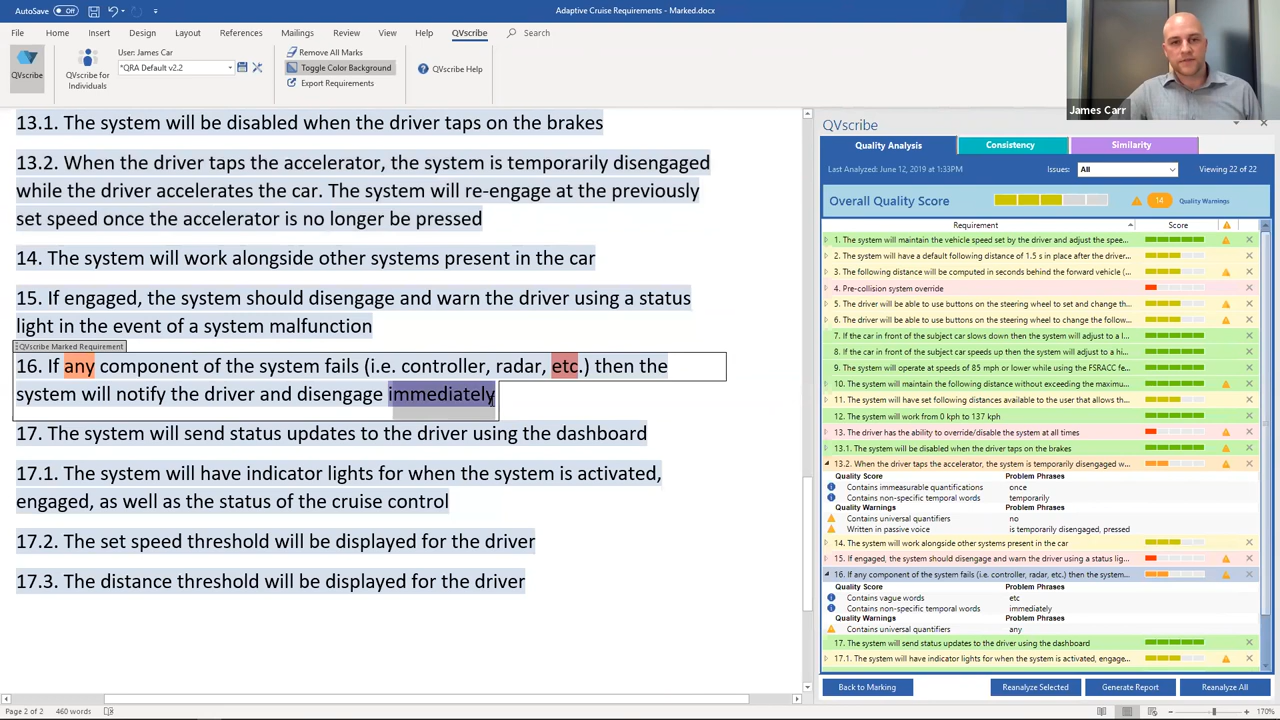 AutoSave Off
Adaptive Cruise Requirements - Marked.docx
File Home Insert Design Layout References Mailings Review View Help QVscribe Search
QVscribe
QVscribe for Individuals
User: James Car
*QRA Default v2.2
Remove All Marks
Toggle Color Background
Export Requirements
QVscribe Help
James Carr
13.1. The system will be disabled when the driver taps on the brakes
13.2. When the driver taps the accelerator, the system is temporarily disengaged
while the driver accelerates the car. The system will reengage at the previously
set speed once the accelerator is no longer being pressed
14. The system will work alongside other systems present in the car
15. If engaged, the system should disengage and warn the driver using a status
light in the event of a system malfunction
QVscribe Marked Requirement
16. If any component of the system fails (i.e. controller, radar, etc.) then the
system will notify the user and disengage immediately
17. The system will send status updates to the driver using the dashboard
17.1. The system will have indicator lights for when the system is activated,
engaged, as well as the state of the cruise control
17.2. The set speed threshold will be displayed for the driver
17.3. The distance threshold will be displayed for the driver
QVscribe
Quality Analysis Consistency Similarity
Last Analyzed: June 12, 2019 at 1:33PM Issues: All Viewing 22 of 22
Overall Quality Score 14 Quality Warnings
Requirement Score
1. The system will maintain the vehicle speed set by the driver and adjust the spee...
2. The system will have a default following distance of 1.5 s in place after the driver...
3. The following distance will be computed in seconds behind the forward vehicle (...
4. Pre-collision system override
5. The driver will be able to use buttons on the steering wheel to set and change th...
6. The driver will be able to use buttons on the steering wheel to change the follow...
7. If the car in front of the subject car slows down then the system will adjust to a l...
8. If the car in front of the subject car speeds up then the system will adjust to a hi...
9. The system will operate at speeds of 85 mph or lower while using the FSRACC fe...
10. The system will maintain the following distance without exceeding the maximu...
11. The system will have set following distances available to the user that allows th...
12. The system will work from 0 kph to 137 kph
13. The driver has the ability to override/disable the system at all times
13.1. The system will be disabled when the driver taps on the brakes
13.2. When the driver taps the accelerator, the system is temporarily disengaged w...
Quality Score Problem Phrases
Contains immeasurable quantifications once
Contains non-specific temporal words temporarily
Quality Warnings Problem Phrases
Contains universal quantifiers no
Written in passive voice is temporarily disengaged, pressed
14. The system will work alongside other systems present in the car
15. If engaged, the system should disengage and warn the driver using a status lig...
16. If any component of the system fails (i.e. controller, radar, etc.) then the system...
Quality Score Problem Phrases
Contains vague words etc
Contains non-specific temporal words immediately
Quality Warnings Problem Phrases
Contains universal quantifiers any
17. The system will send status updates to the driver using the dashboard
17.1. The system will have indicator lights for when the system is activated, engage...
Back to Marking Reanalyze Selected Generate Report Reanalyze All
Page 2 of 2 460 words 170%